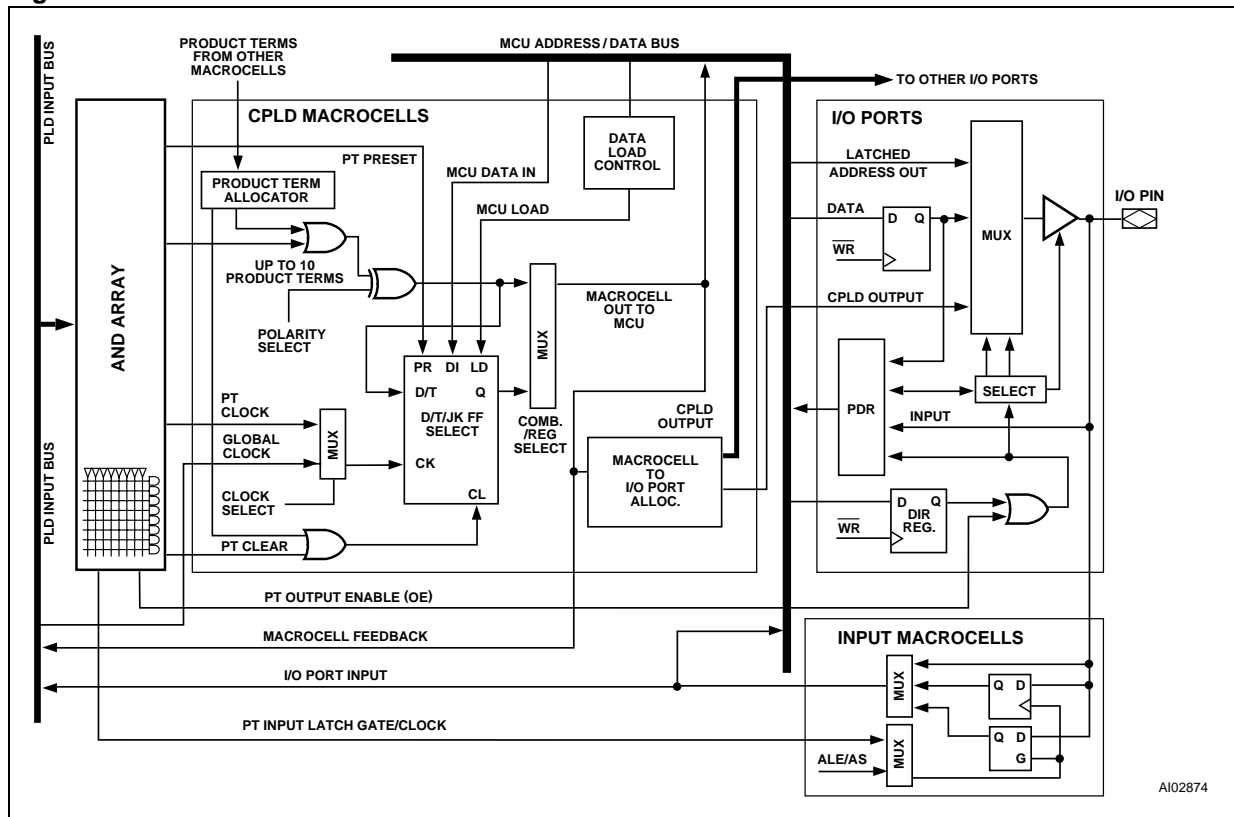 PLD INPUT BUS
PLD INPUT BUS
AND ARRAY
PRODUCT TERMS
FROM OTHER
MACROCELLS
MCU ADDRESS / DATA BUS
TO OTHER I/O PORTS
CPLD MACROCELLS
PT PRESET
PRODUCT TERM
ALLOCATOR
MCU DATA IN
MCU LOAD
DATA
LOAD
CONTROL
UP TO 10
PRODUCT TERMS
POLARITY
SELECT
PR DI LD
D/T Q
D/T/JK FF
SELECT
CK
CL
MUX
COMB.
/REG
SELECT
MACROCELL
OUT TO
MCU
PT
CLOCK
GLOBAL
CLOCK
MUX
CLOCK
SELECT
PT CLEAR
CPLD
OUTPUT
MACROCELL
TO
I/O PORT
ALLOC.
I/O PORTS
LATCHED
ADDRESS OUT
DATA
D Q
WR
MUX
I/O PIN
CPLD OUTPUT
PDR
SELECT
INPUT
D Q
DIR
REG.
WR
PT OUTPUT ENABLE (OE)
MACROCELL FEEDBACK
I/O PORT INPUT
PT INPUT LATCH GATE/CLOCK
INPUT MACROCELLS
MUX
Q D
Q D
G
MUX
ALE/AS
AI02874